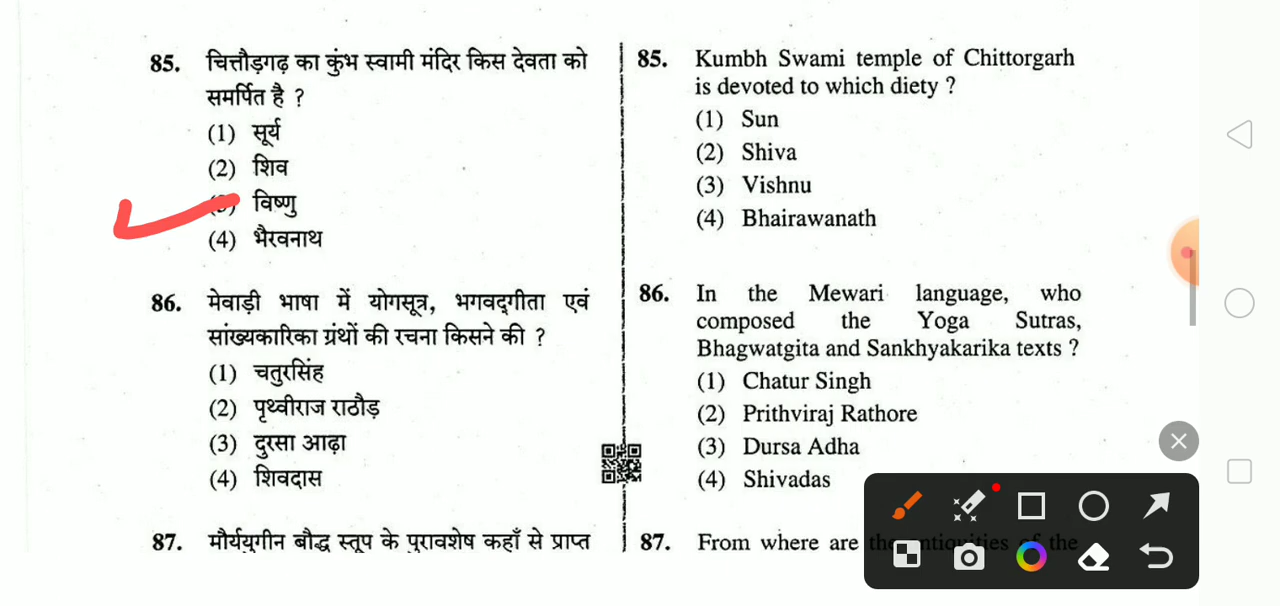 85. चित्तौड़गढ़ का कुंभ स्वामी मंदिर किस देवता को
समर्पित है ?
(1) सूर्य
(2) शिव
(3) विष्णु
(4) भैरवनाथ
86. मेवाड़ी भाषा में योगसूत्र, भगवद्गीता एवं
सांख्यकारिका ग्रंथों की रचना किसने की ?
(1) चतुरसिंह
(2) पृथ्वीराज राठौड़
(3) दुरसा आढ़ा
(4) शिवदास
87. मौर्ययुगीन बौद्ध स्तूप के पुरावशेष कहाँ से प्राप्त
85. Kumbh Swami temple of Chittorgarh
is devoted to which diety ?
(1) Sun
(2) Shiva
(3) Vishnu
(4) Bhairawanath
86. In the Mewari language, who
composed the Yoga Sutras,
Bhagwatgita and Sankhyakarika texts ?
(1) Chatur Singh
(2) Prithviraj Rathore
(3) Dursa Adha
(4) Shivadas
87. From where are the antiquities of the